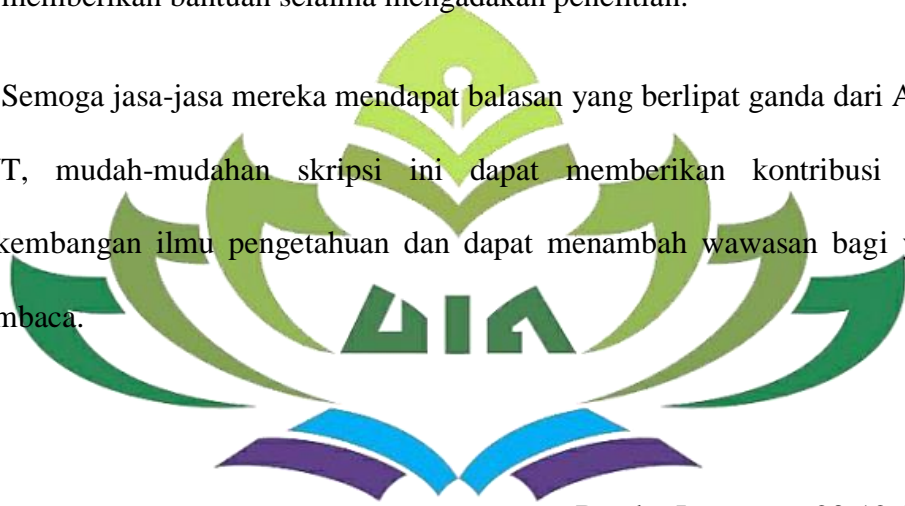 memberikan bantuan selama mengadakan penelitian.
Semoga jasa-jasa mereka mendapat balasan yang berlipat ganda dari A
T, mudah-mudahan skripsi ini dapat memberikan kontribusi
kembangan ilmu pengetahuan dan dapat menambah wawasan bagi y
mbaca.
UIN